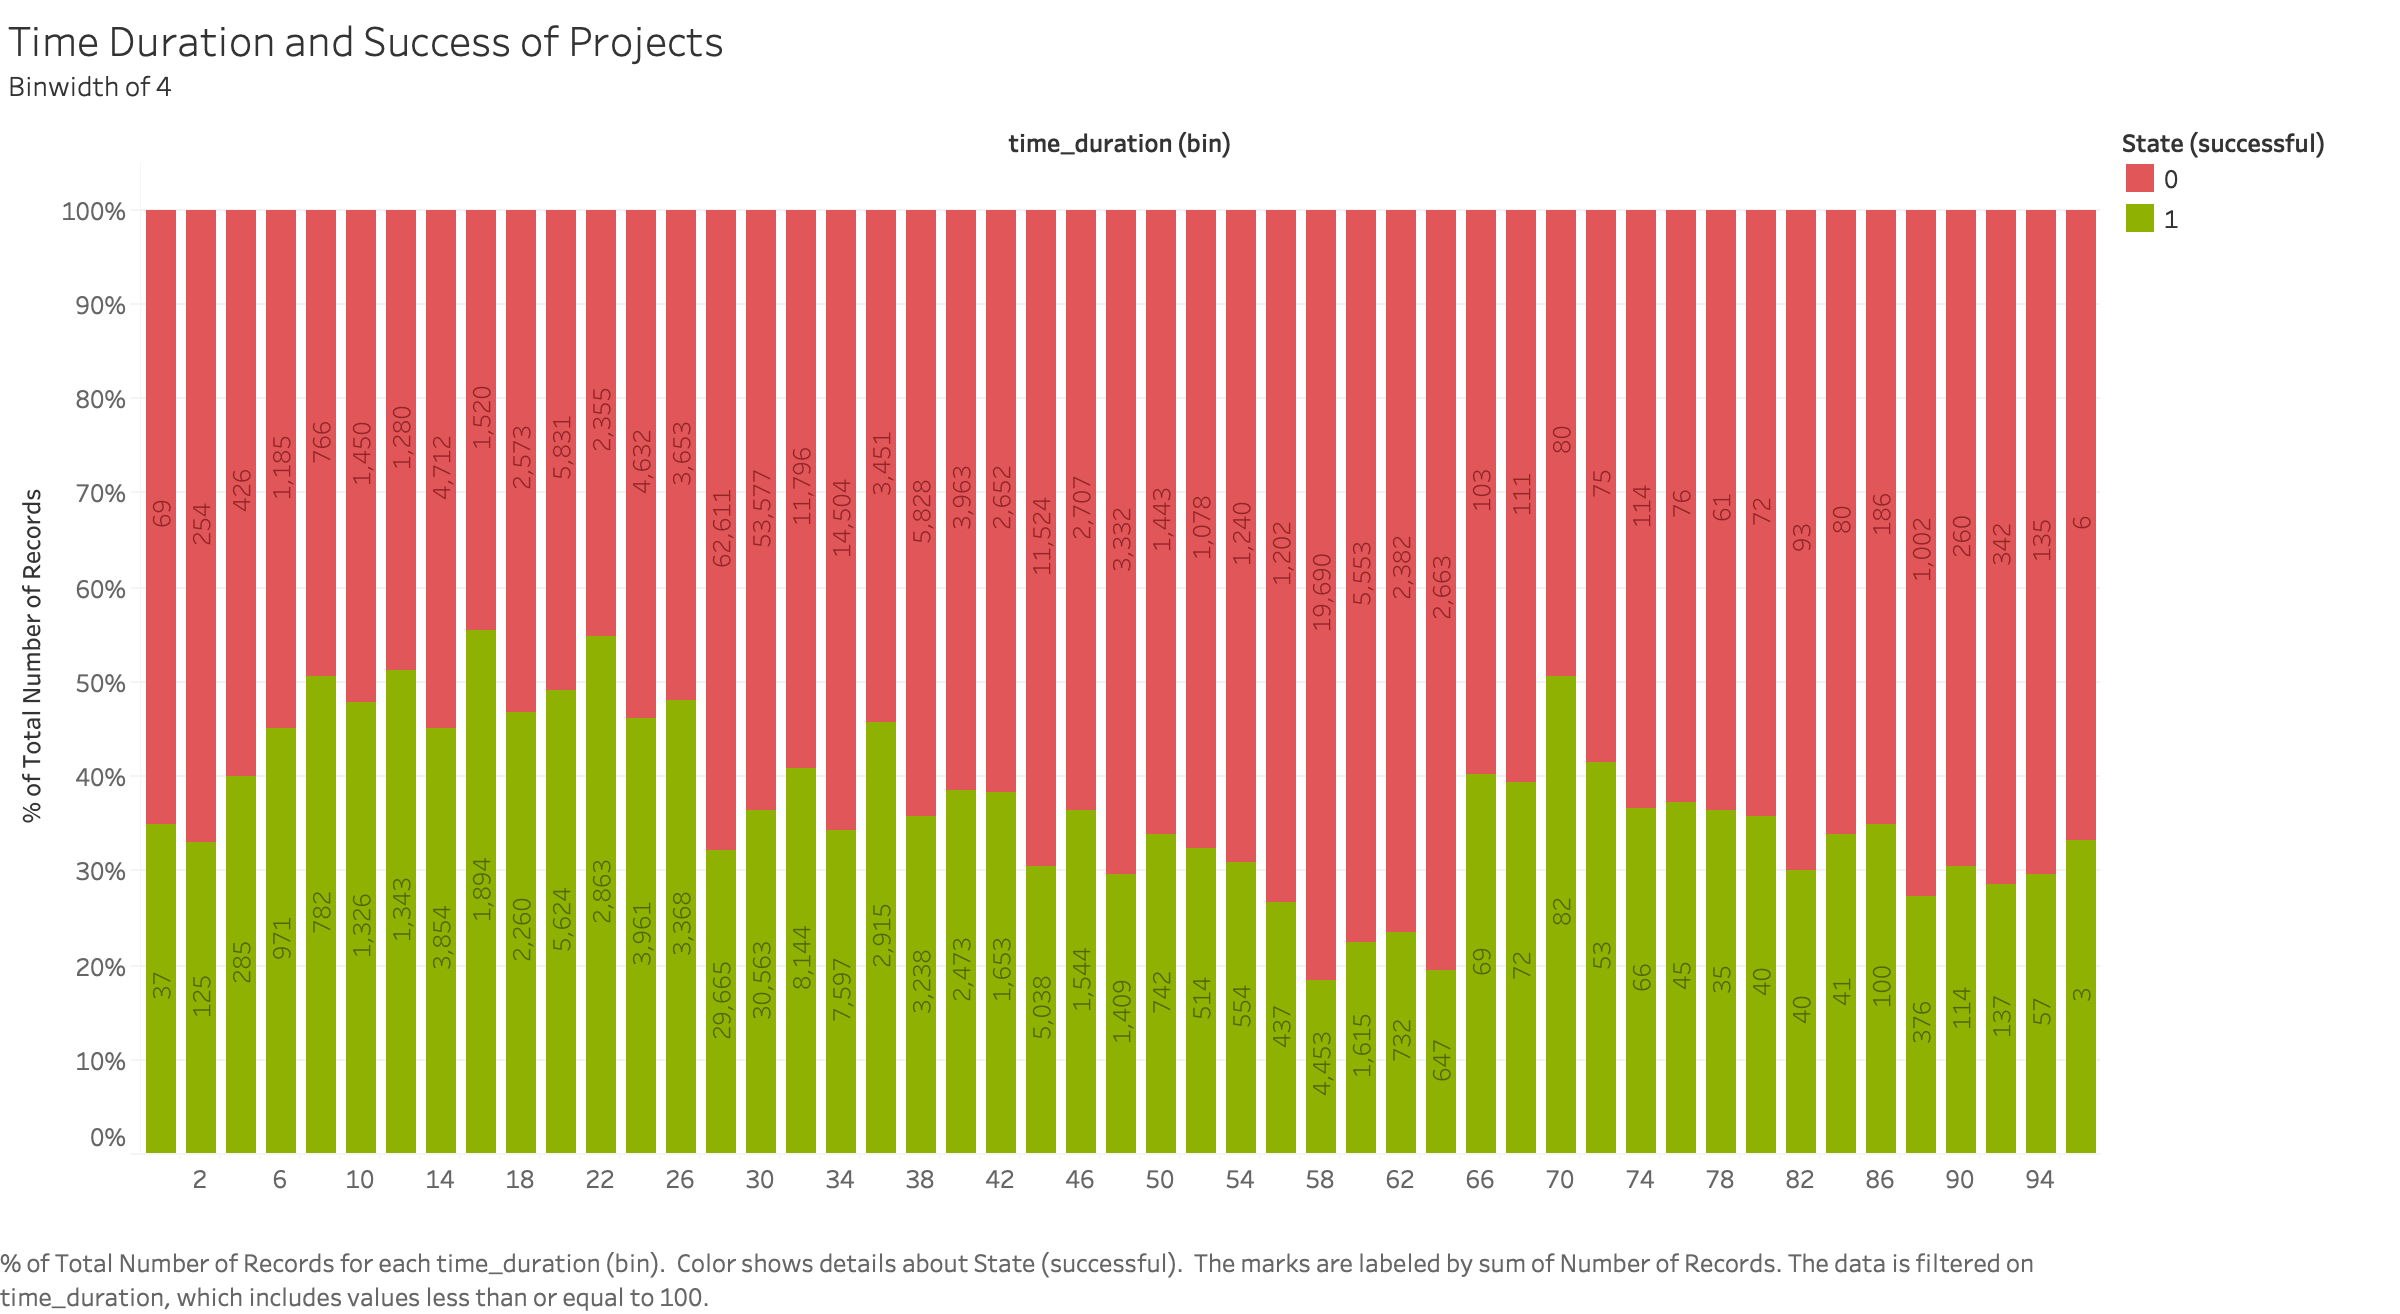 Time Duration and Success of Projects
Binwidth of 4
time_duration (bin)
State (successful)
0
1
% of Total Number of Records
100%
90%
80%
70%
60%
50%
40%
30%
20%
10%
0%
69 254 426 1,185 766 1,450 1,280 4,712 1,520 2,573 5,831 2,355 4,632 3,653 62,611 53,577 11,796 14,504 3,451 5,828 3,963 2,652 11,524 2,707 3,332 1,443 1,078 1,240 1,202 19,690 5,553 2,382 2,663 103 111 80 75 114 76 61 72 93 80 186 1,002 260 342 135 6
37 125 285 971 782 1,326 1,343 3,854 1,894 2,260 5,624 2,863 3,961 3,368 29,665 30,563 8,144 7,597 2,915 3,238 2,473 1,653 5,038 1,544 1,409 742 514 554 437 4,453 1,615 732 647 69 72 82 53 66 45 35 40 40 41 100 376 114 137 57 3
2 6 10 14 18 22 26 30 34 38 42 46 50 54 58 62 66 70 74 78 82 86 90 94
% of Total Number of Records for each time_duration (bin).  Color shows details about State (successful).  The marks are labeled by sum of Number of Records. The data is filtered on
time_duration, which includes values less than or equal to 100.